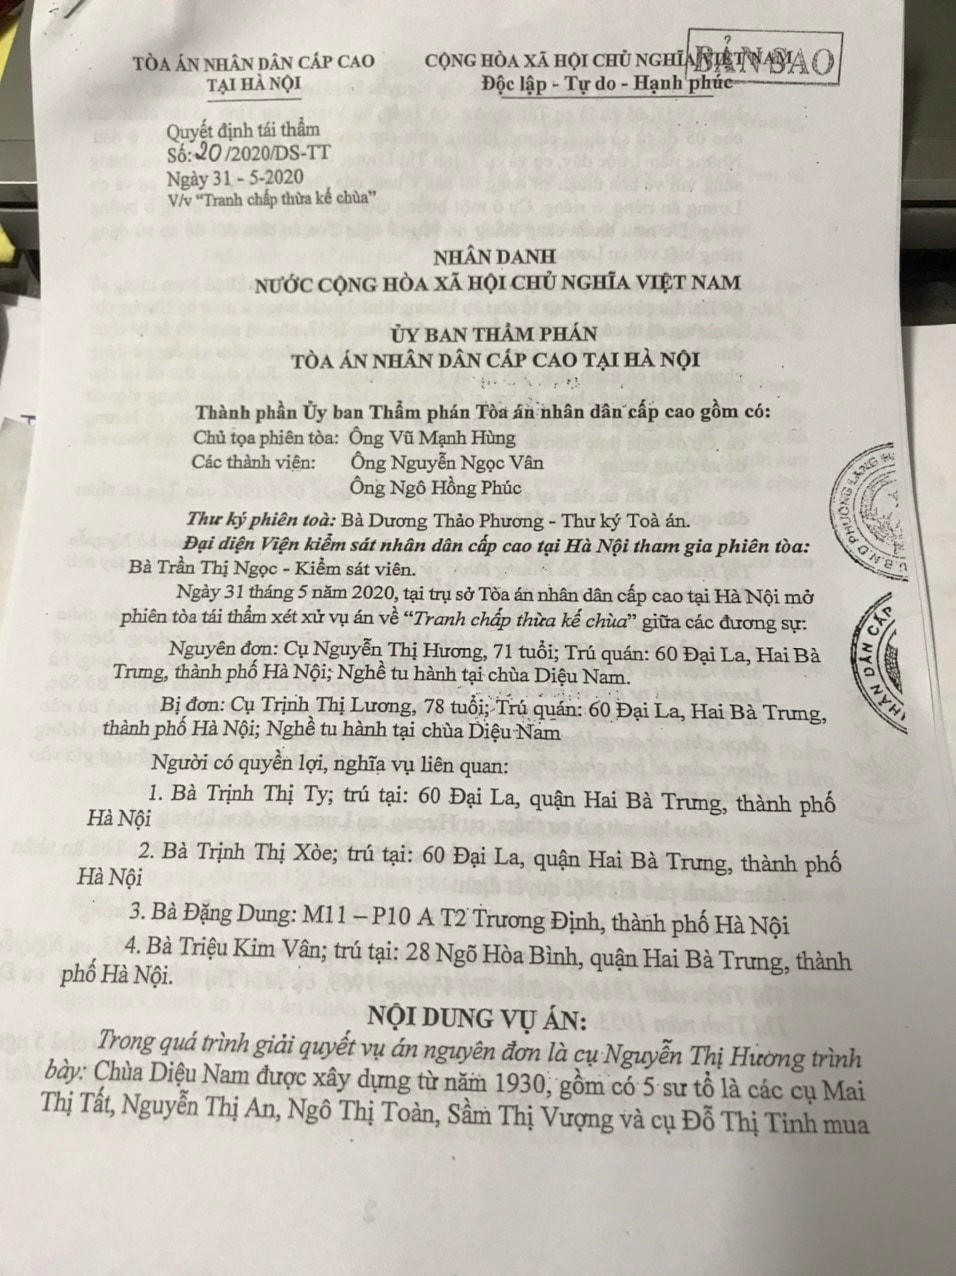 TÒA ÁN NHÂN DÂN CẤP CAO
TẠI HÀ NỘI
CỘNG HÒA XÃ HỘI CHỦ NGHĨA VIỆT NAM
Độc lập - Tự do - Hạnh phúc
BẢN SAO
Quyết định tái thẩm
Số: 20/2020/DS-TT
Ngày 31 - 5-2020
V/v “Tranh chấp thừa kế chùa”
NHÂN DANH
NƯỚC CỘNG HÒA XÃ HỘI CHỦ NGHĨA VIỆT NAM
ỦY BAN THẨM PHÁN
TÒA ÁN NHÂN DÂN CẤP CAO TẠI HÀ NỘI
Thành phần Ủy ban Thẩm phán Tòa án nhân dân cấp cao gồm có:
Chủ tọa phiên tòa: Ông Vũ Mạnh Hùng
Các thành viên: Ông Nguyễn Ngọc Vân
Ông Ngô Hồng Phúc
Thư ký phiên toà: Bà Dương Thảo Phương - Thư ký Toà án.
Đại diện Viện kiểm sát nhân dân cấp cao tại Hà Nội tham gia phiên tòa:
Bà Trần Thị Ngọc - Kiểm sát viên.
Ngày 31 tháng 5 năm 2020, tại trụ sở Tòa án nhân dân cấp cao tại Hà Nội mở
phiên tòa tái thẩm xét xử vụ án về “Tranh chấp thừa kế chùa” giữa các đương sự:
Nguyên đơn: Cụ Nguyễn Thị Hương, 71 tuổi; Trú quán: 60 Đại La, Hai Bà
Trưng, thành phố Hà Nội; Nghề tu hành tại chùa Diệu Nam.
Bị đơn: Cụ Trịnh Thị Lương, 78 tuổi; Trú quán: 60 Đại La, Hai Bà Trưng,
thành phố Hà Nội; Nghề tu hành tại chùa Diệu Nam
Người có quyền lợi, nghĩa vụ liên quan:
1. Bà Trịnh Thị Ty; trú tại: 60 Đại La, quận Hai Bà Trưng, thành phố
Hà Nội
2. Bà Trịnh Thị Xòe; trú tại: 60 Đại La, quận Hai Bà Trưng, thành phố
Hà Nội
3. Bà Đặng Dung: M11 – P10 A T2 Trương Định, thành phố Hà Nội
4. Bà Triệu Kim Vân; trú tại: 28 Ngõ Hòa Bình, quận Hai Bà Trưng, thành
phố Hà Nội.
NỘI DUNG VỤ ÁN:
Trong quá trình giải quyết vụ án nguyên đơn là cụ Nguyễn Thị Hường trình
bày: Chùa Diệu Nam được xây dựng từ năm 1930, gồm có 5 sư tổ là các cụ Mai
Thị Tất, Nguyễn Thị An, Ngô Thị Toàn, Sầm Thị Vượng và cụ Đỗ Thị Tinh mua
U.B.N.D PHƯỜNG LÁNG
NHÂN DÂN CẤP